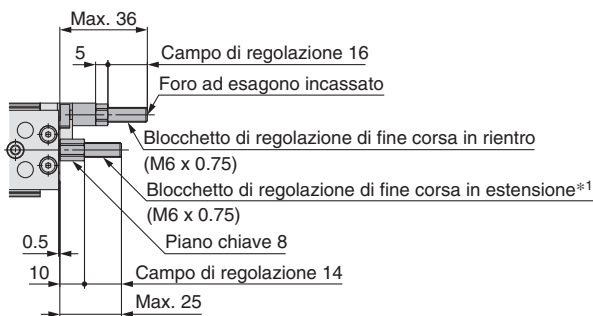 Max. 36
5 Campo di regolazione 16
Foro ad esagono incassato
Blocchetto di regolazione di fine corsa in rientro
(M6 x 0.75)
Blocchetto di regolazione di fine corsa in estensione*1
(M6 x 0.75)
Piano chiave 8
0.5
10 Campo di regolazione 14
Max. 25